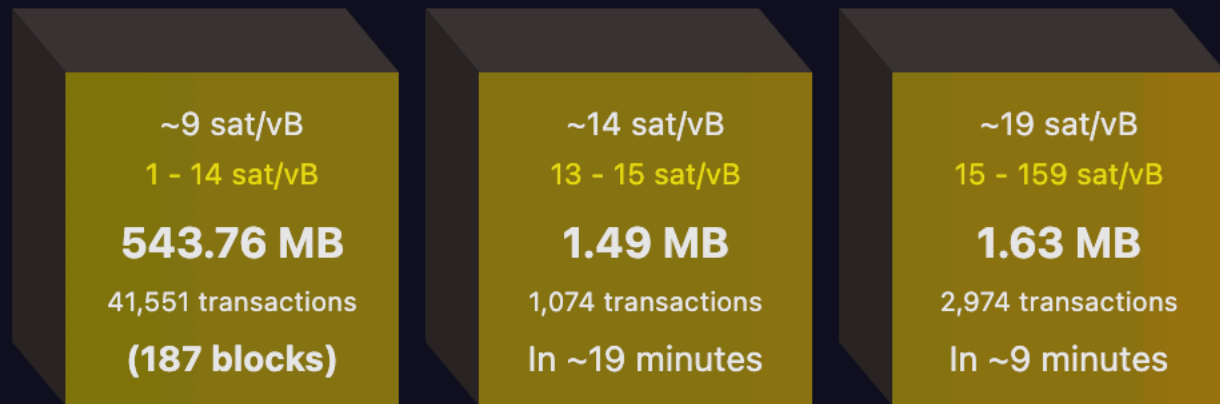 ~9 sat/vB
1 - 14 sat/vB
543.76 MB
41,551 transactions
(187 blocks)
~14 sat/vB
13 - 15 sat/vB
1.49 MB
1,074 transactions
In ~19 minutes
~19 sat/vB
15 - 159 sat/vB
1.63 MB
2,974 transactions
In ~9 minutes